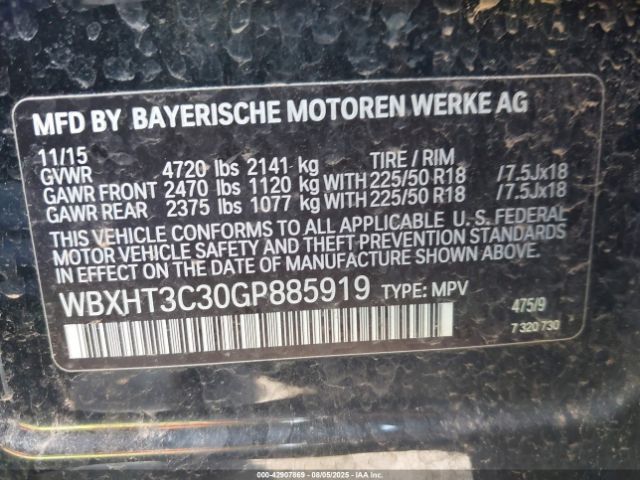 MFD BY BAYERISCHE MOTOREN WERKE AG
11/15
GVWR 4720 lbs 2141 kg TIRE / RIM
GAWR FRONT 2470 lbs 1120 kg WITH 225/50 R18 /7.5Jx18
GAWR REAR 2375 lbs 1077 kg WITH 225/50 R18 /7.5Jx18
THIS VEHICLE CONFORMS TO ALL APPLICABLE U. S. FEDERAL
MOTOR VEHICLE SAFETY AND THEFT PREVENTION STANDARDS
IN EFFECT ON THE DATE OF MANUFACTURE SHOWN ABOVE.
WBXHT3C30GP885919 TYPE: MPV
475/9
7 320 730
000-42907869 - 08/05/2025 - iaai.com